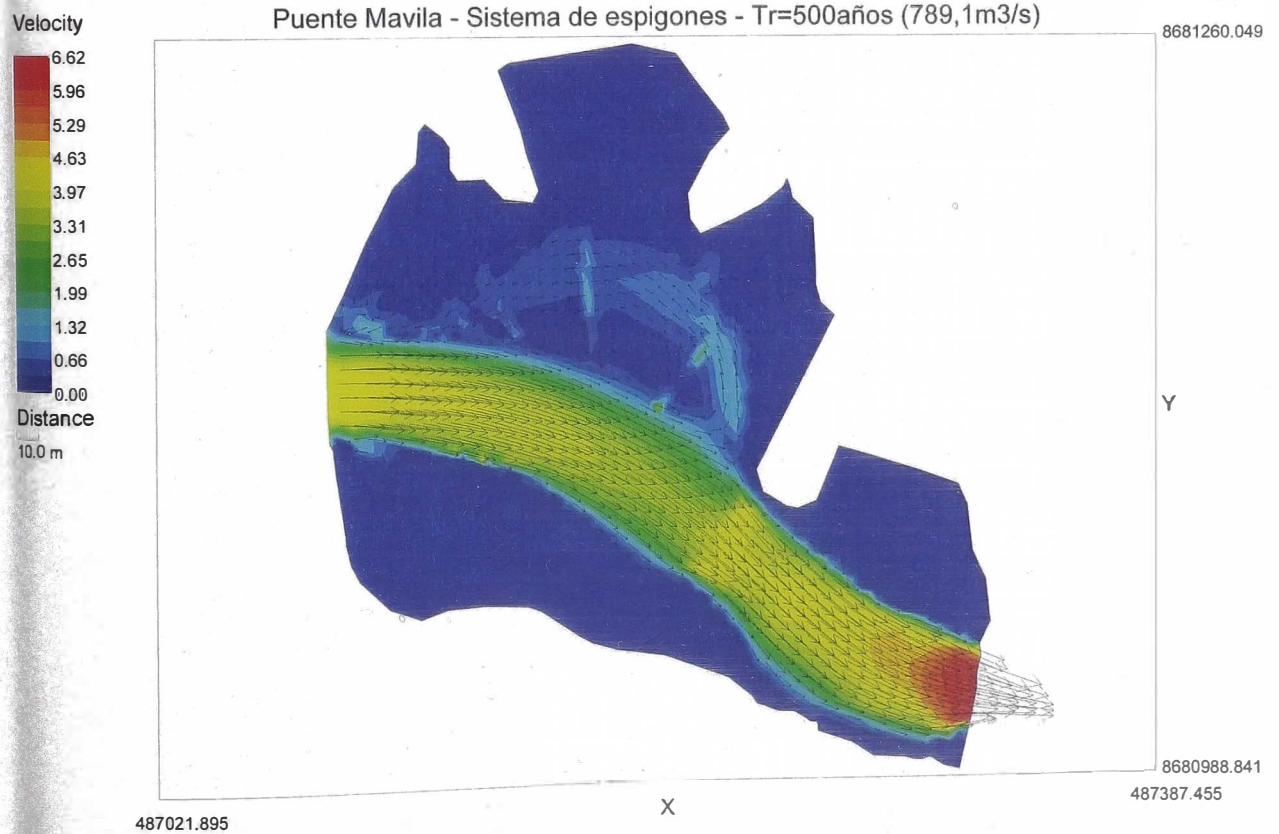 Puente Mavila - Sistema de espigones - Tr=500años (789,1m3/s)
Velocity
6.62
5.96
5.29
4.63
3.97
3.31
2.65
1.99
1.32
0.66
0.00
Distance
10.0 m
8681260.049
Y
8680988.841
487387.455
X
487021.895